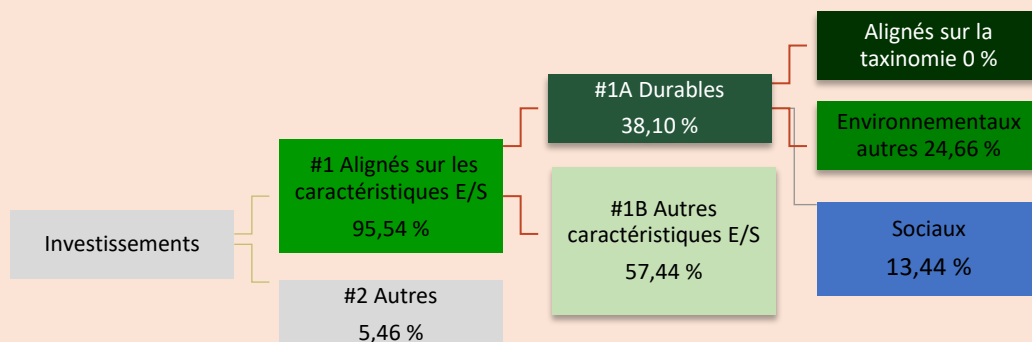 Investissements
#1 Alignés sur les
caractéristiques E/S
95,54 %
#2 Autres
5,46 %
#1A Durables
38,10 %
#1B Autres
caractéristiques E/S
57,44 %
Alignés sur la
taxinomie 0 %
Environnementaux
autres 24,66 %
Sociaux
13,44 %